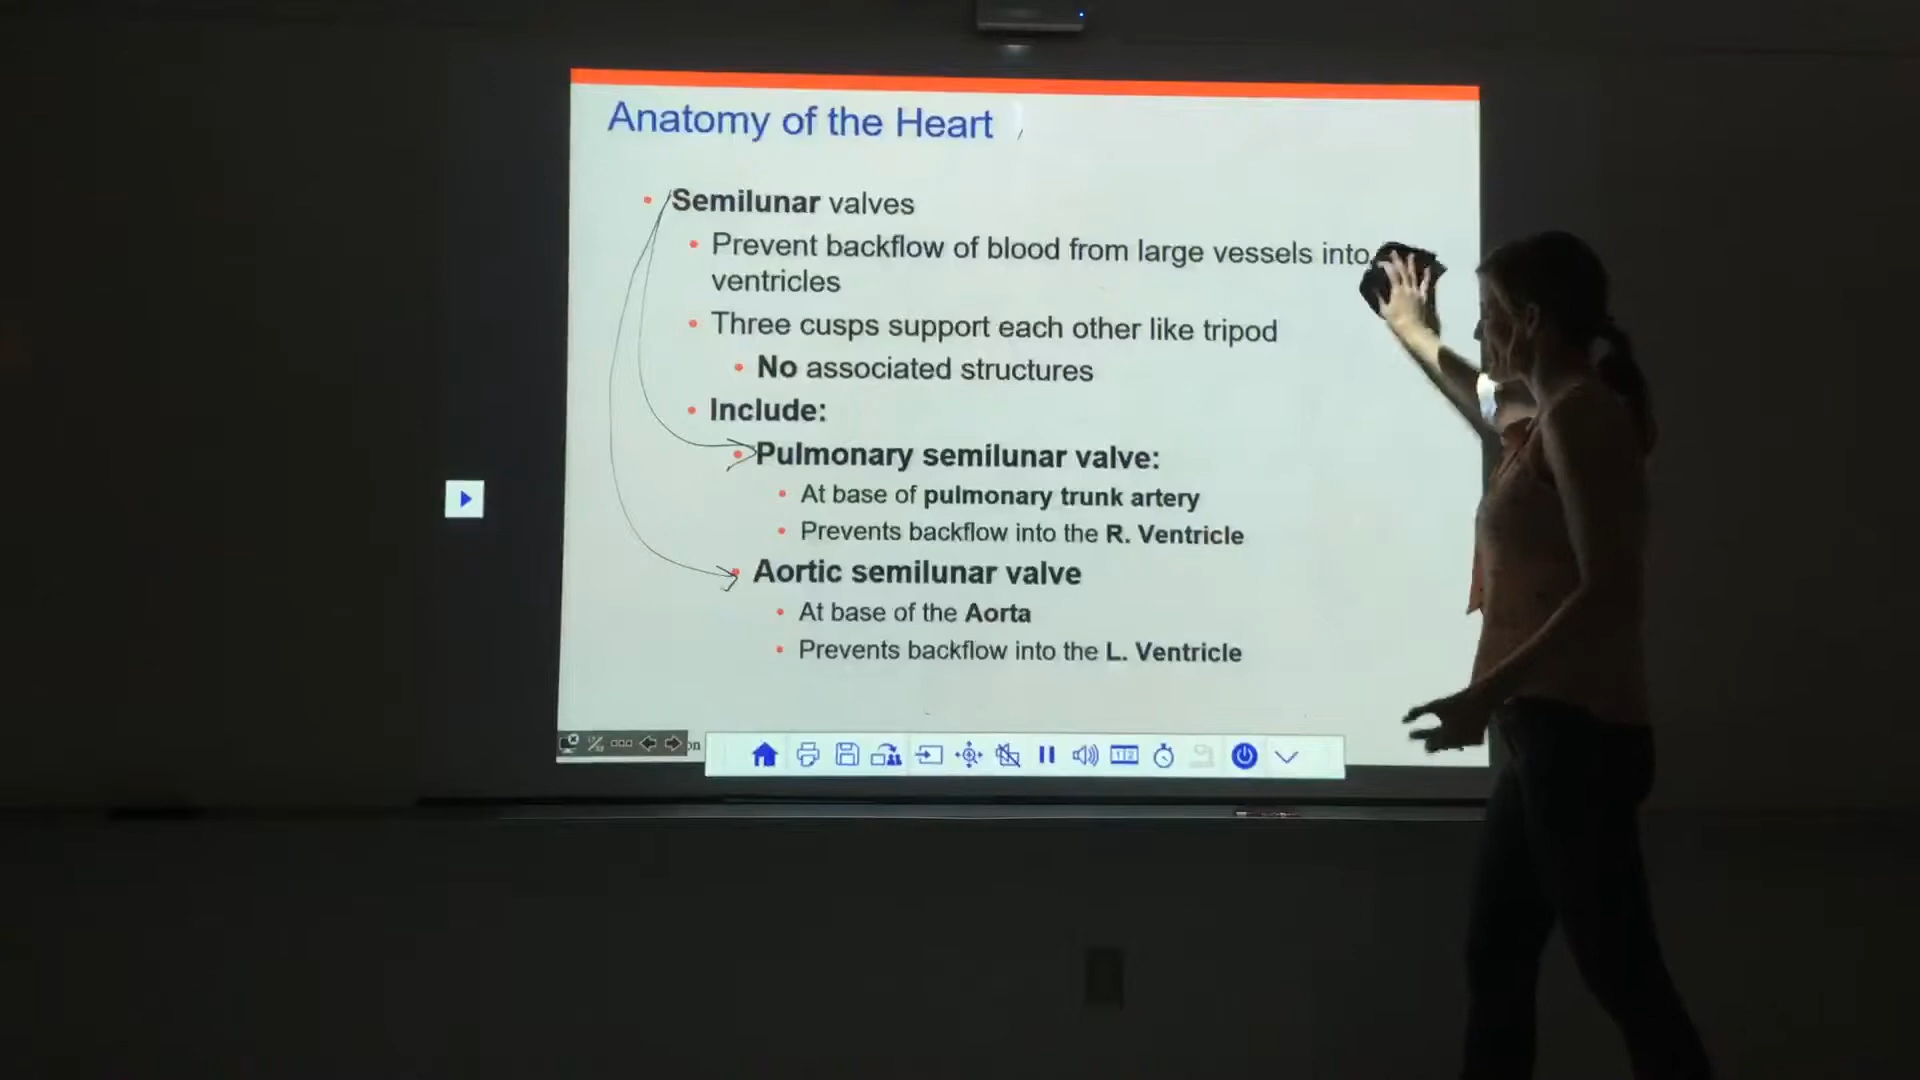 Anatomy of the Heart
Semilunar valves
Prevent backflow of blood from large vessels into
ventricles
Three cusps support each other like tripod
No associated structures
Include:
Pulmonary semilunar valve:
At base of pulmonary trunk artery
Prevents backflow into the R. Ventricle
Aortic semilunar valve
At base of the Aorta
Prevents backflow into the L. Ventricle
on